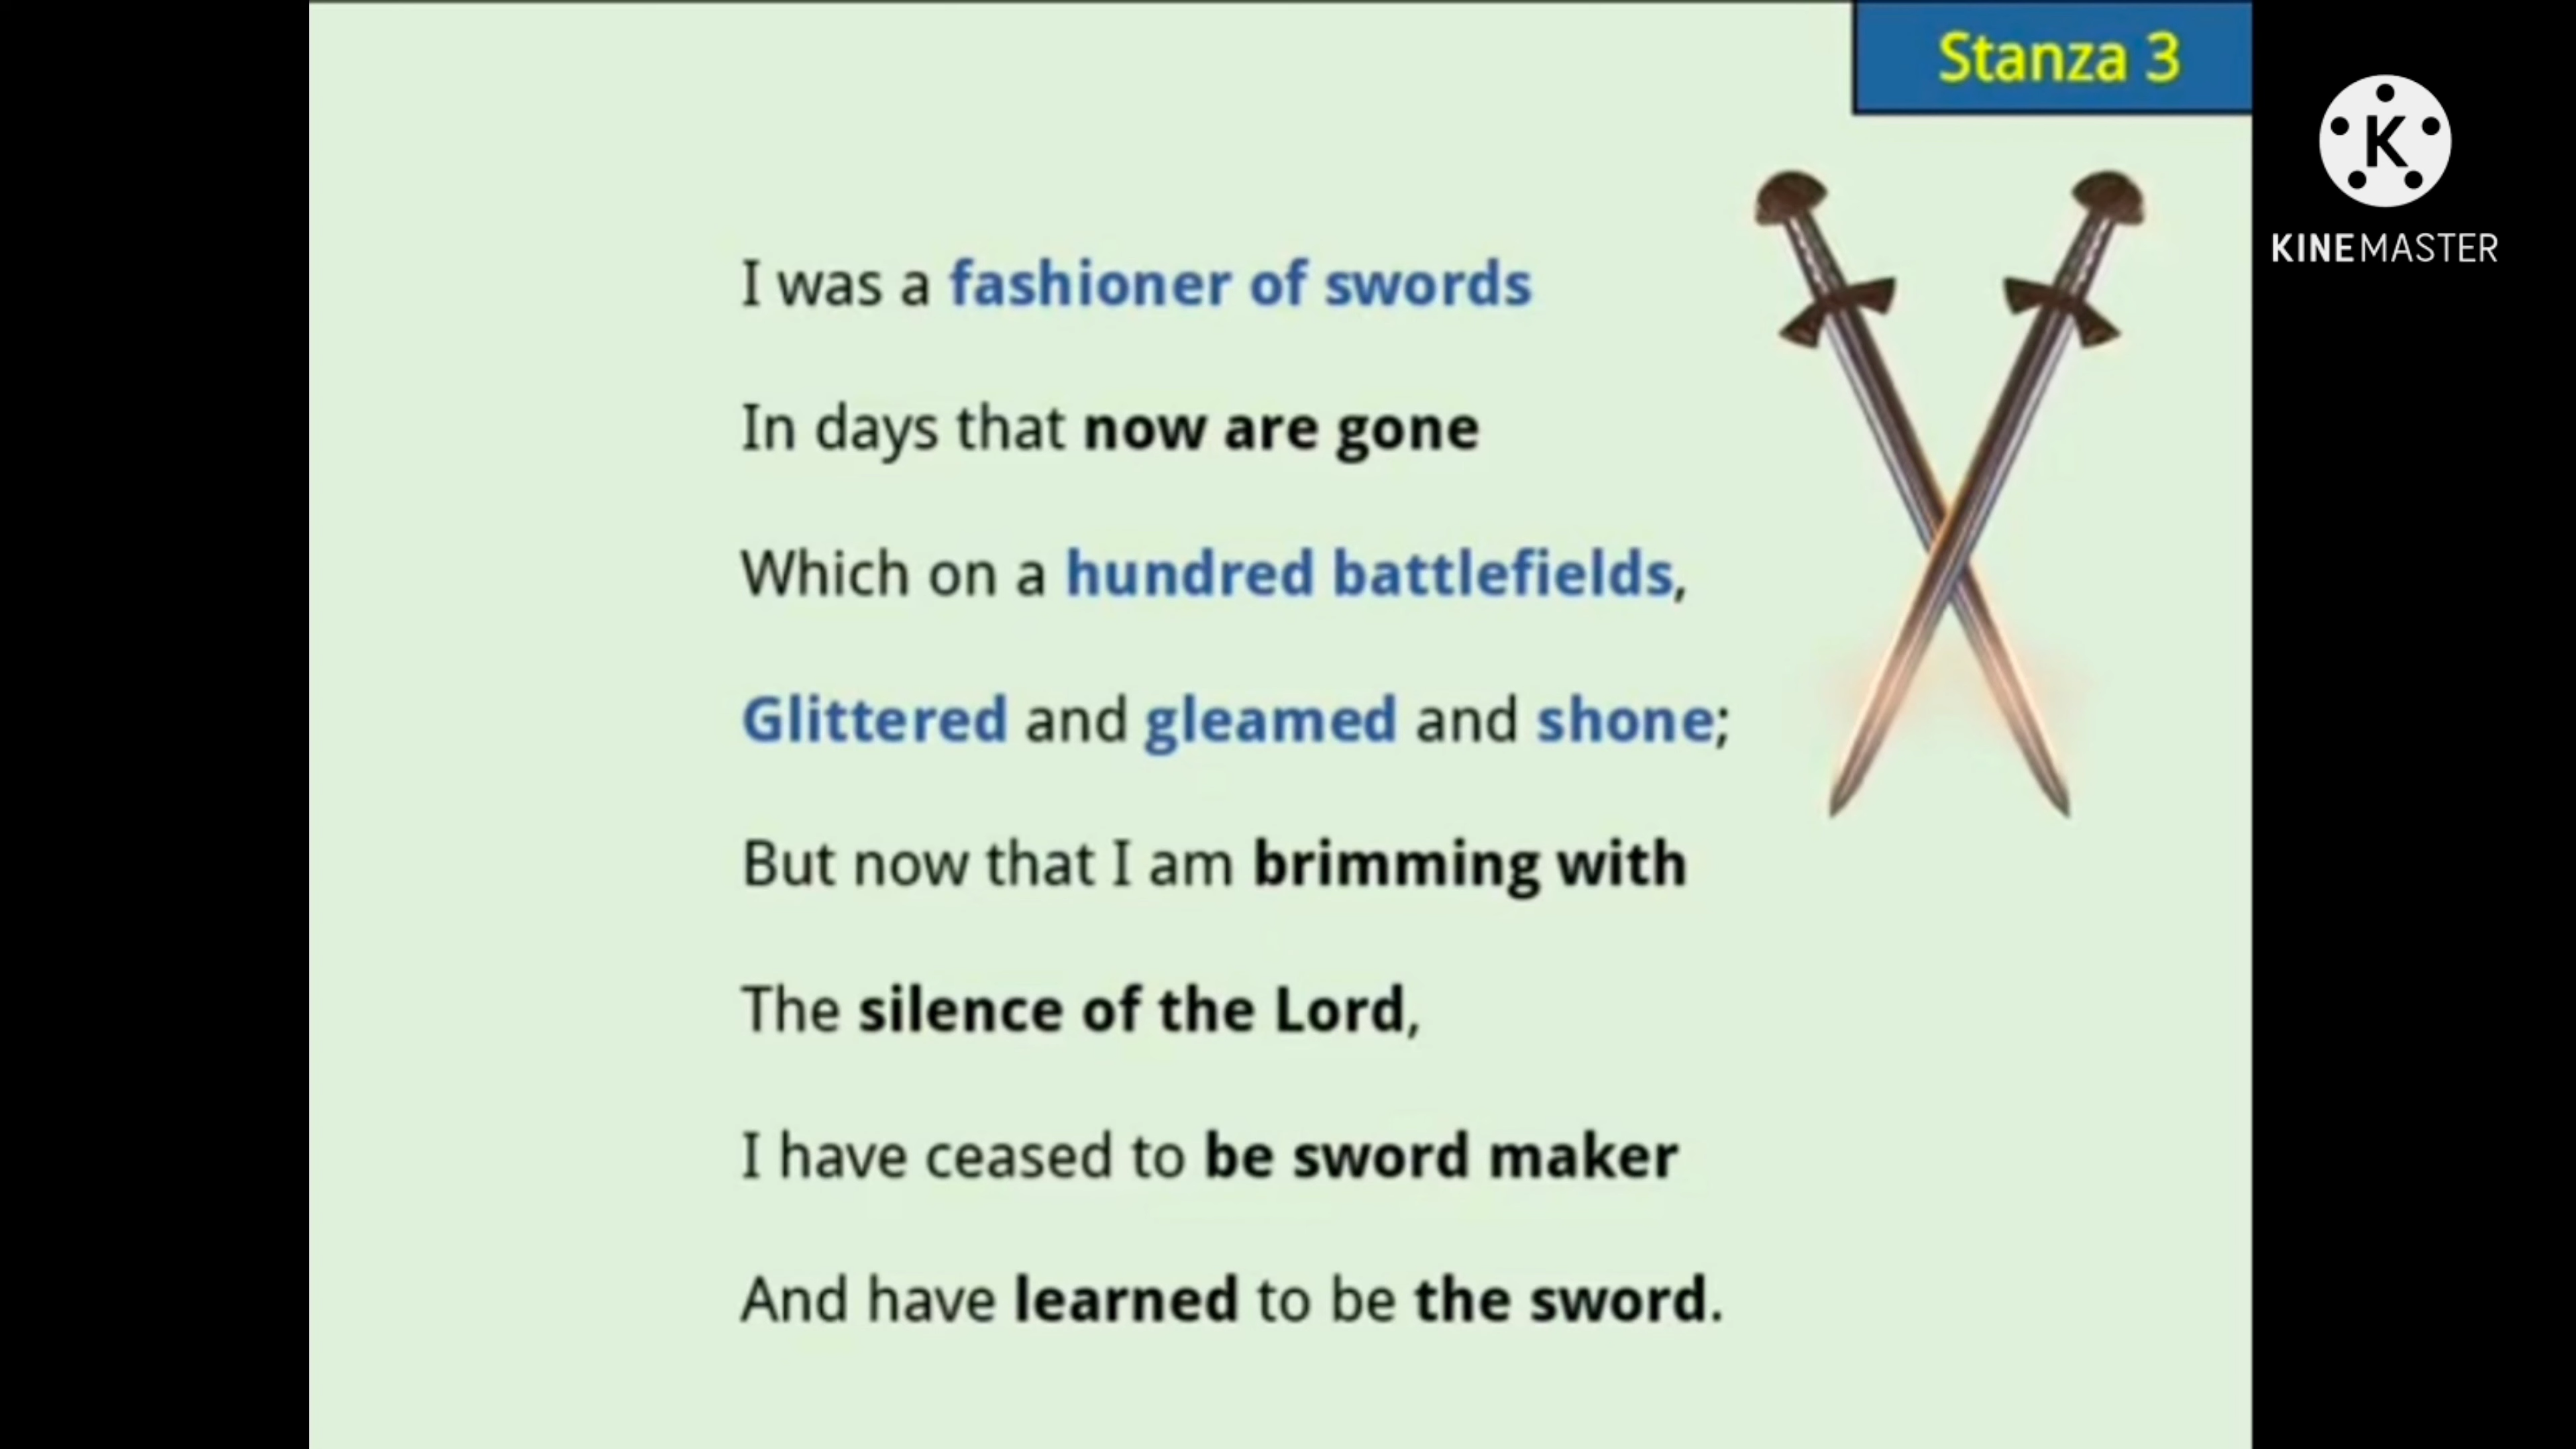 Stanza 3
K
KINEMASTER
I was a fashioner of swords
In days that now are gone
Which on a hundred battlefields,
Glittered and gleamed and shone;
But now that I am brimming with
The silence of the Lord,
I have ceased to be sword maker
And have learned to be the sword.